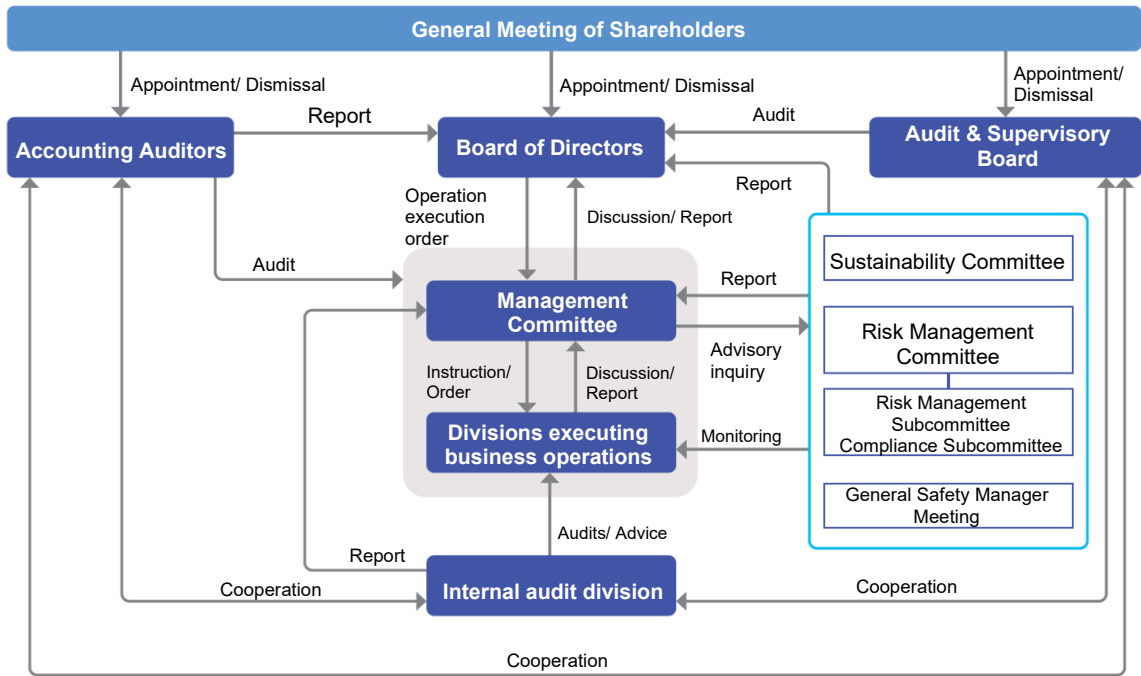 General Meeting of Shareholders
Appointment/ Dismissal
Appointment/ Dismissal
Appointment/
Dismissal
Accounting Auditors
Report
Board of Directors
Audit
Audit & Supervisory
Board
Report
Operation
execution
order
Discussion/ Report
Audit
Sustainability Committee
Management
Committee
Report
Advisory
inquiry
Risk Management
Committee
Instruction/
Order
Discussion/
Report
Risk Management
Subcommittee
Compliance Subcommittee
Divisions executing
business operations
Monitoring
General Safety Manager
Meeting
Audits/ Advice
Report
Internal audit division
Cooperation
Cooperation
Cooperation